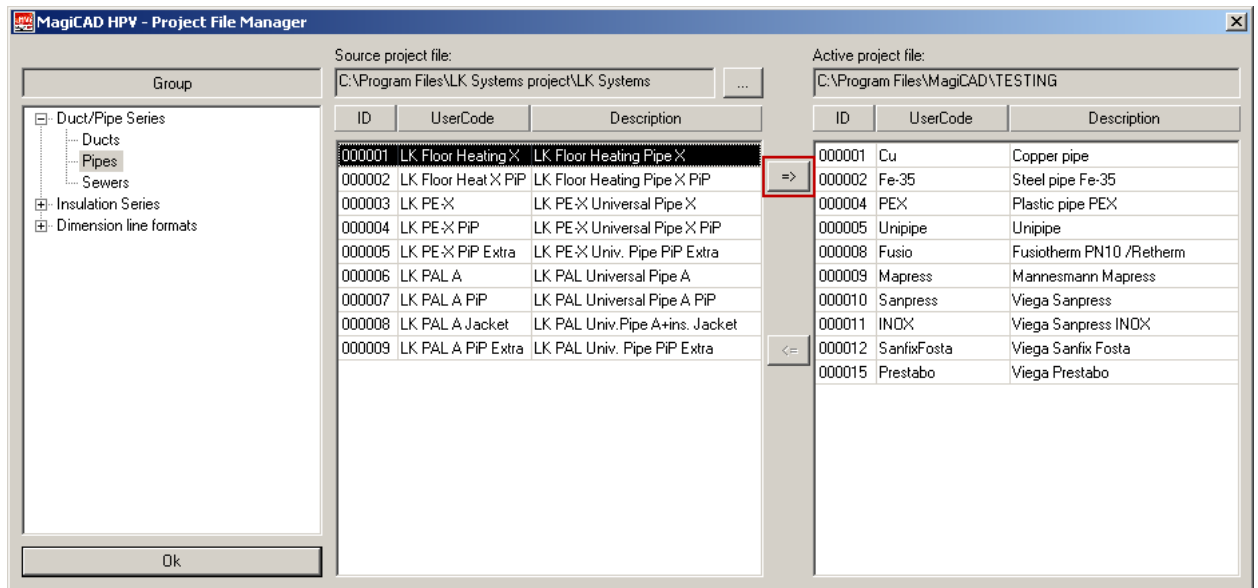 MagiCAD HPV - Project File Manager
Source project file:
Active project file:
Group
C:\Program Files\LK Systems project\LK Systems
...
C:\Program Files\MagiCAD\TESTING
Duct/Pipe Series
Ducts
Pipes
Sewers
Insulation Series
Dimension line formats
ID UserCode Description
000001 LK Floor Heating X LK Floor Heating Pipe X
000002 LK Floor Heat X PiP LK Floor Heating Pipe X PiP
000003 LK PE-X LK PE-X Universal Pipe X
000004 LK PE-X PiP LK PE-X Universal Pipe X PiP
000005 LK PE-X PiP Extra LK PE-X Univ. Pipe PiP Extra
000006 LK PAL A LK PAL Universal Pipe A
000007 LK PAL A PiP LK PAL Universal Pipe A PiP
000008 LK PAL A Jacket LK PAL Univ.Pipe A+ins. Jacket
000009 LK PAL A PiP Extra LK PAL Univ. Pipe PiP Extra
=>
<=
ID UserCode Description
000001 Cu Copper pipe
000002 Fe-35 Steel pipe Fe-35
000004 PEX Plastic pipe PEX
000005 Unipipe Unipipe
000008 Fusio Fusiotherm PN10 /Retherm
000009 Mapress Mannesmann Mapress
000010 Sanpress Viega Sanpress
000011 INOX Viega Sanpress INOX
000012 SanfixFosta Viega Sanfix Fosta
000015 Prestabo Viega Prestabo
Ok